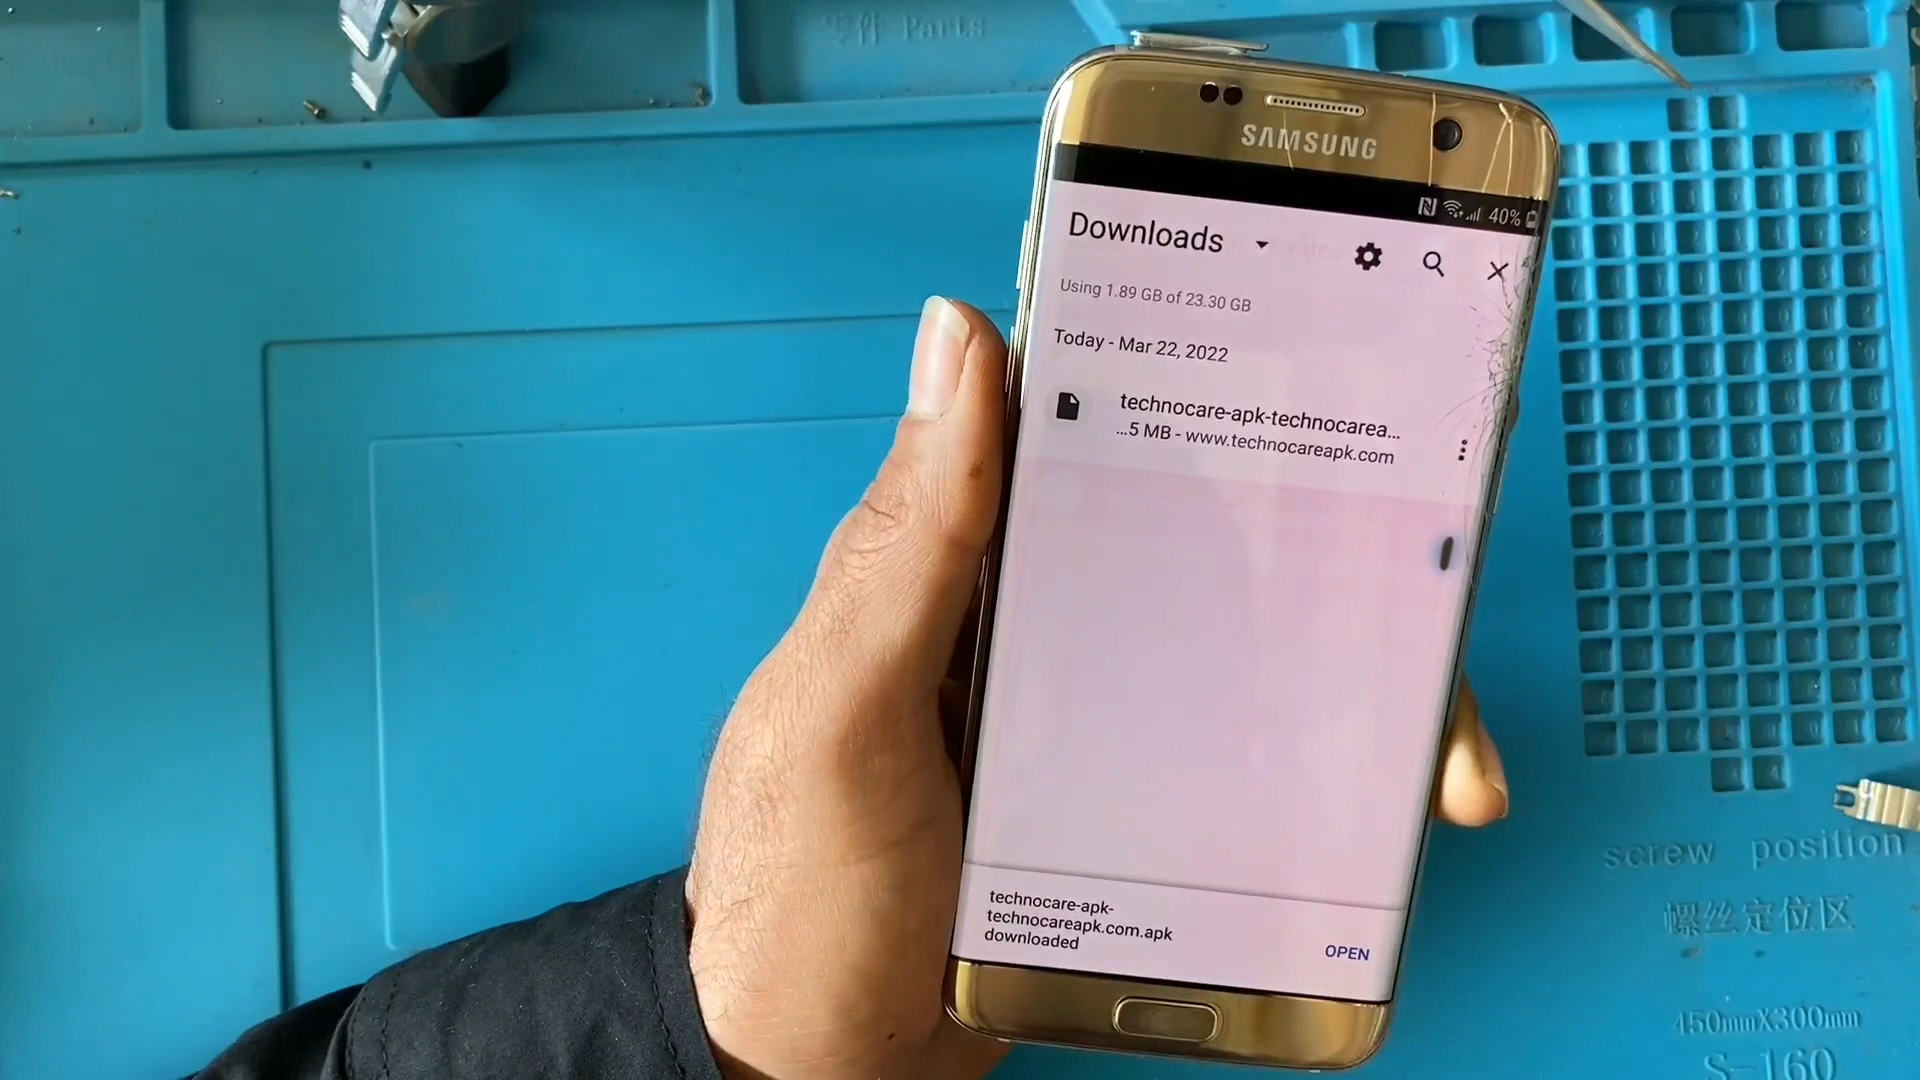 零件 Parts
SAMSUNG
40%
Downloads
Using 1.89 GB of 23.30 GB
Today - Mar 22, 2022
technocare-apk-technocarea...
...5 MB - www.technocareapk.com
technocare-apk-
technocareapk.com.apk
downloaded
OPEN
screw position
螺丝定位区
450mmX300mm
S-160